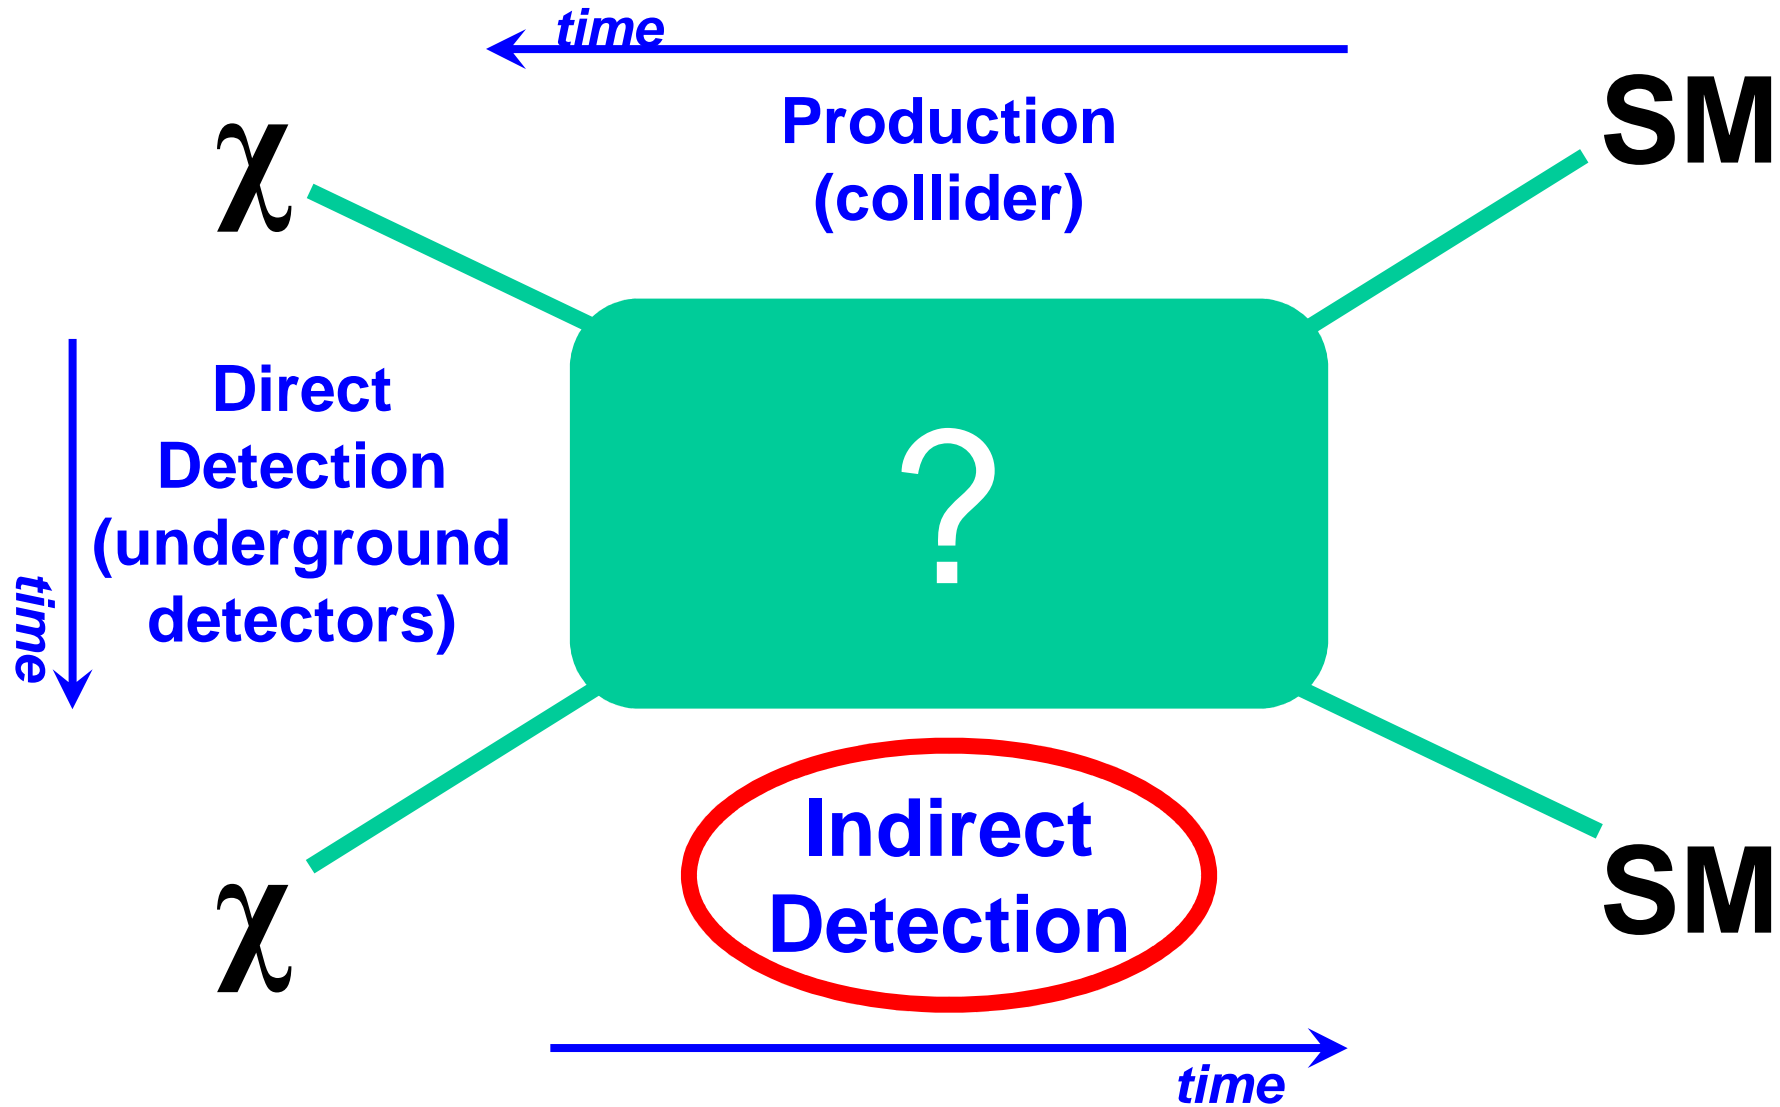 time
Production
(collider)
χ
SM
Direct
Detection
(underground
detectors)
time
?
Indirect
Detection
χ
SM
time